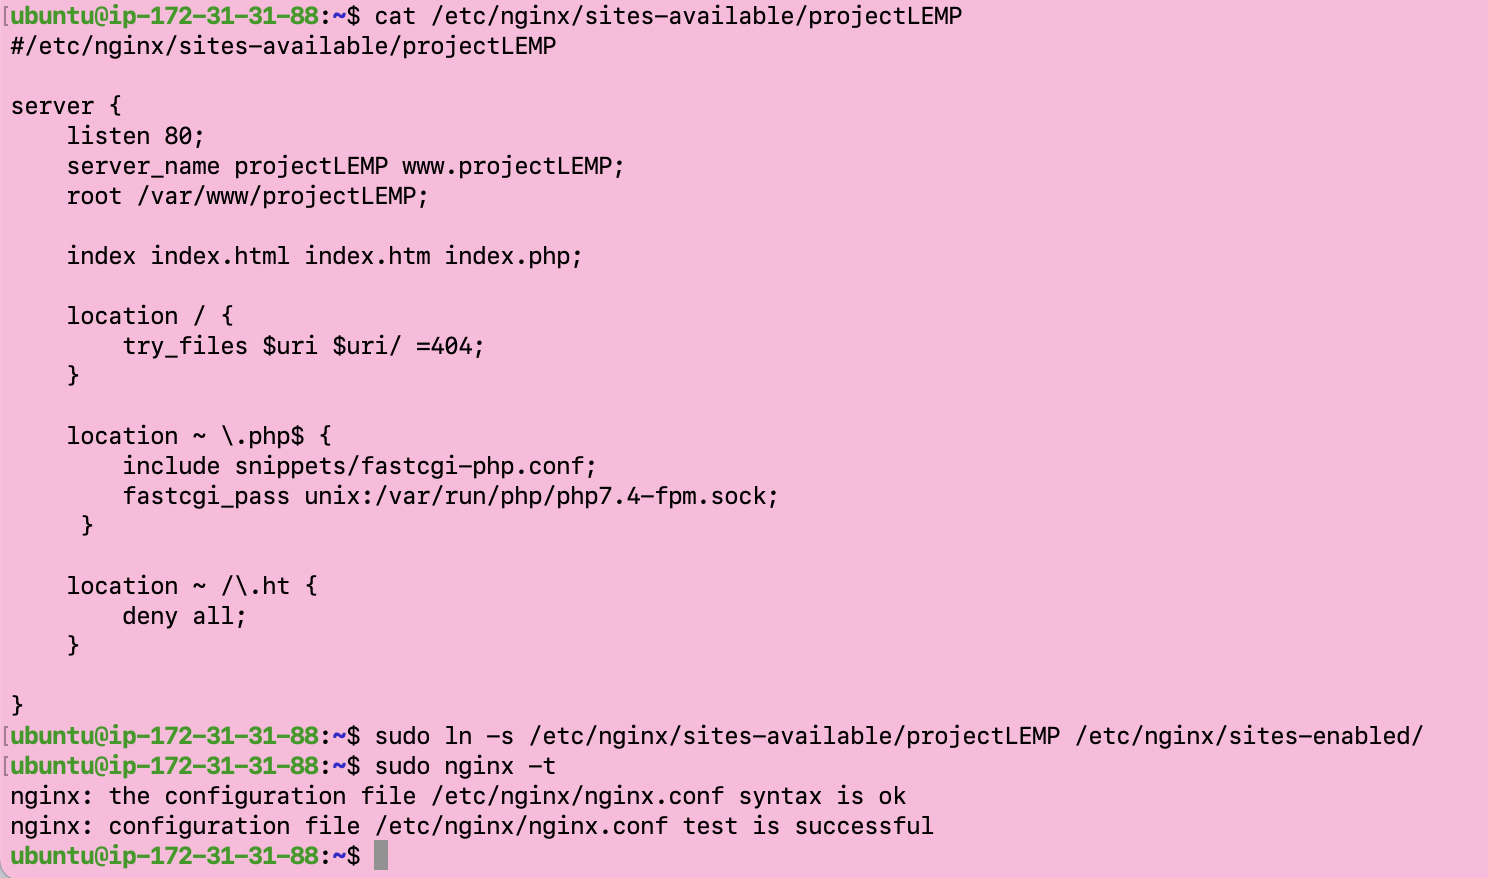 [ubuntu@ip-172-31-31-88:~$ cat /etc/nginx/sites-available/projectLEMP
#/etc/nginx/sites-available/projectLEMP

server {
    listen 80;
    server_name projectLEMP www.projectLEMP;
    root /var/www/projectLEMP;

    index index.html index.htm index.php;

    location / {
        try_files $uri $uri/ =404;
    }

    location ~ \.php$ {
        include snippets/fastcgi-php.conf;
        fastcgi_pass unix:/var/run/php/php7.4-fpm.sock;
     }

    location ~ /\.ht {
        deny all;
    }

}
[ubuntu@ip-172-31-31-88:~$ sudo ln -s /etc/nginx/sites-available/projectLEMP /etc/nginx/sites-enabled/
[ubuntu@ip-172-31-31-88:~$ sudo nginx -t
nginx: the configuration file /etc/nginx/nginx.conf syntax is ok
nginx: configuration file /etc/nginx/nginx.conf test is successful
ubuntu@ip-172-31-31-88:~$